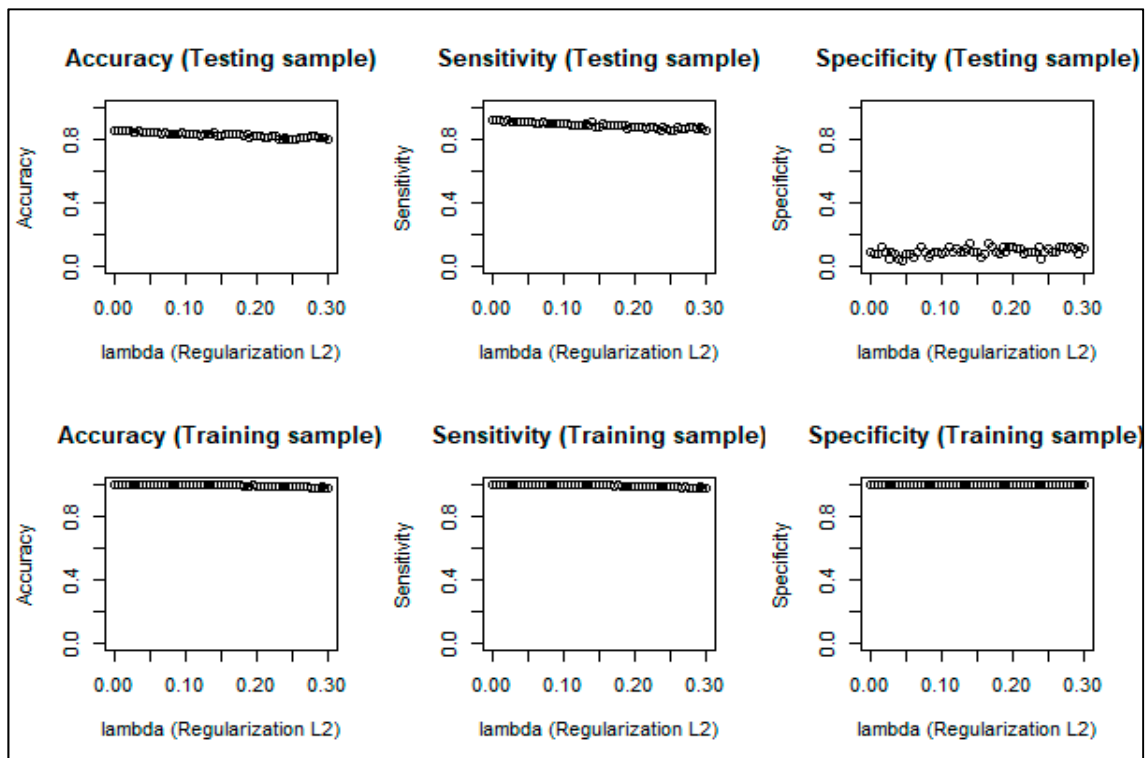 Accuracy (Testing sample)
Accuracy
0.0 0.4 0.8
0.00 0.10 0.20 0.30
lambda (Regularization L2)
Sensitivity (Testing sample)
Sensitivity
0.0 0.4 0.8
0.00 0.10 0.20 0.30
lambda (Regularization L2)
Specificity (Testing sample)
Specificity
0.0 0.4 0.8
0.00 0.10 0.20 0.30
lambda (Regularization L2)
Accuracy (Training sample)
Accuracy
0.0 0.4 0.8
0.00 0.10 0.20 0.30
lambda (Regularization L2)
Sensitivity (Training sample)
Sensitivity
0.0 0.4 0.8
0.00 0.10 0.20 0.30
lambda (Regularization L2)
Specificity (Training sample)
Specificity
0.0 0.4 0.8
0.00 0.10 0.20 0.30
lambda (Regularization L2)